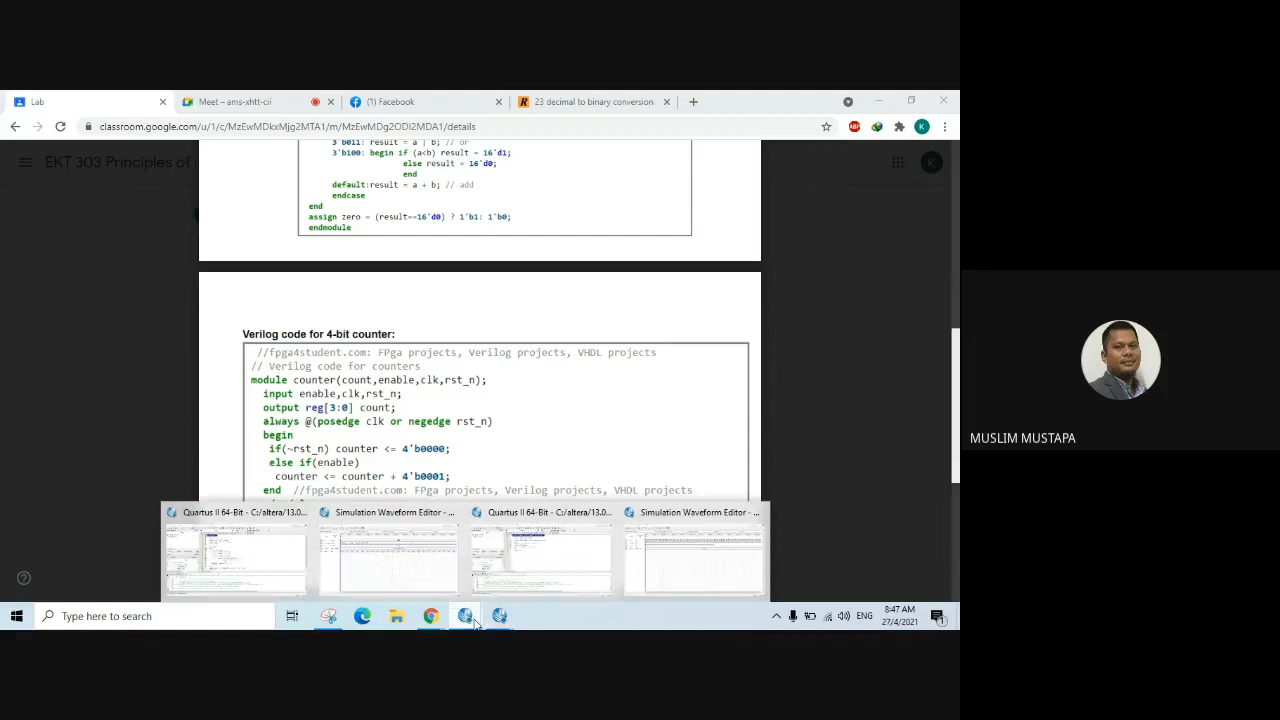 Lab
Meet – ams-xhtt-cii
(1) Facebook
23 decimal to binary conversion
classroom.google.com/u/1/c/MzEwMDkxMjg2MTA1/m/MzEwMDg2ODI2MDA1/details
ABP
K
EKT 303 Principles of
K
3'b011: result = a | b; // or
3'b100: begin if (a<b) result = 16'd1;
else result = 16'd0;
end
default:result = a + b; // add
endcase
end
assign zero = (result==16'd0) ? 1'b1: 1'b0;
endmodule
Verilog code for 4-bit counter:
//fpga4student.com: FPga projects, Verilog projects, VHDL projects
// Verilog code for counters
module counter(count,enable,clk,rst_n);
input enable,clk,rst_n;
output reg[3:0] count;
always @(posedge clk or negedge rst_n)
begin
if(~rst_n) counter <= 4'b0000;
else if(enable)
counter <= counter + 4'b0001;
end //fpga4student.com: FPga projects, Verilog projects, VHDL projects
Quartus II 64-Bit - C:/altera/13.0...
Simulation Waveform Editor - ...
Quartus II 64-Bit - C:/altera/13.0...
Simulation Waveform Editor - ...
Type here to search
ENG
8:47 AM
27/4/2021
1
MUSLIM MUSTAPA